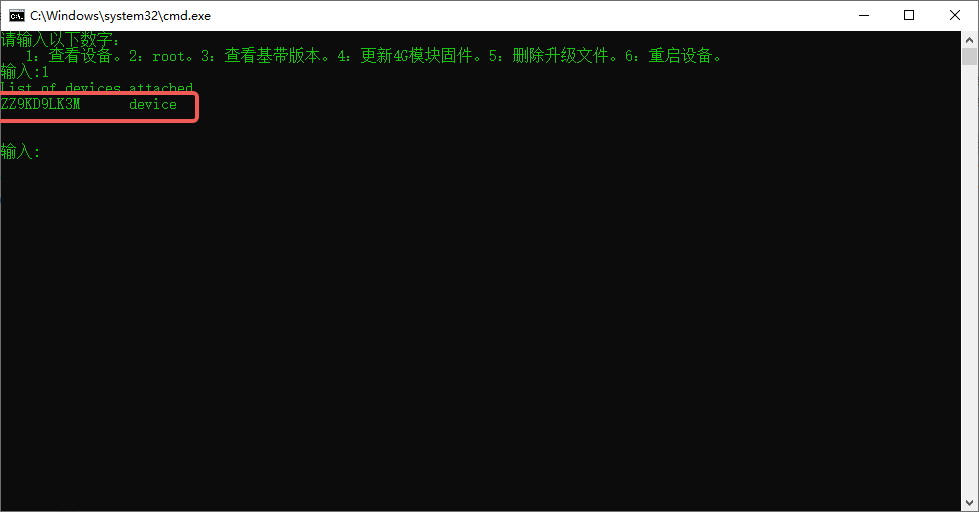 C:\Windows\system32\cmd.exe
请输入以下数字：
1：查看设备。2：root。3：查看基带版本。4：更新4G模块固件。5：删除升级文件。6：重启设备。
输入:1
List of devices attached
ZZ9KD9LK3M device
输入: